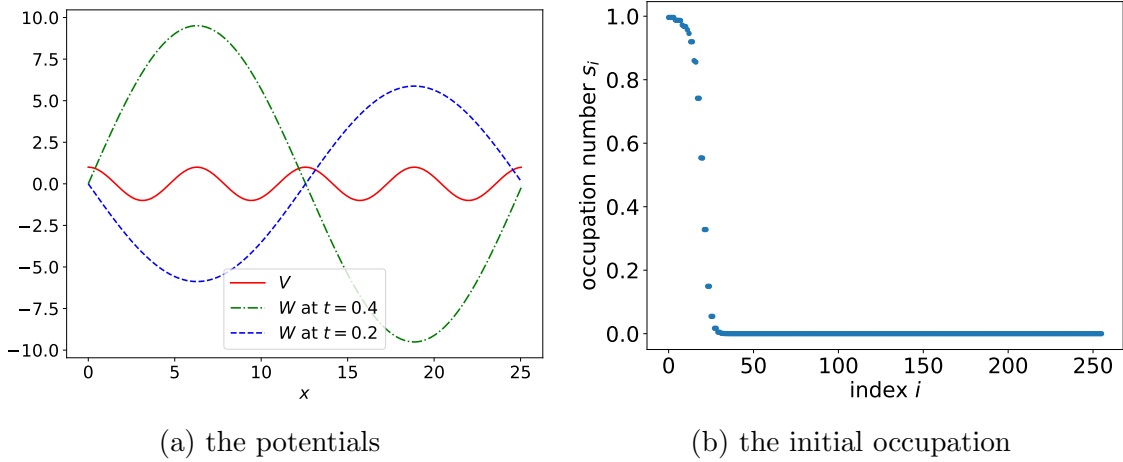 10.0
7.5
5.0
2.5
0.0
−2.5
−5.0
−7.5
−10.0
V
W at t = 0.4
W at t = 0.2
0 5 10 15 20 25
x
(a) the potentials
occupation number s_i
1.0
0.8
0.6
0.4
0.2
0.0
0 50 100 150 200 250
index i
(b) the initial occupation